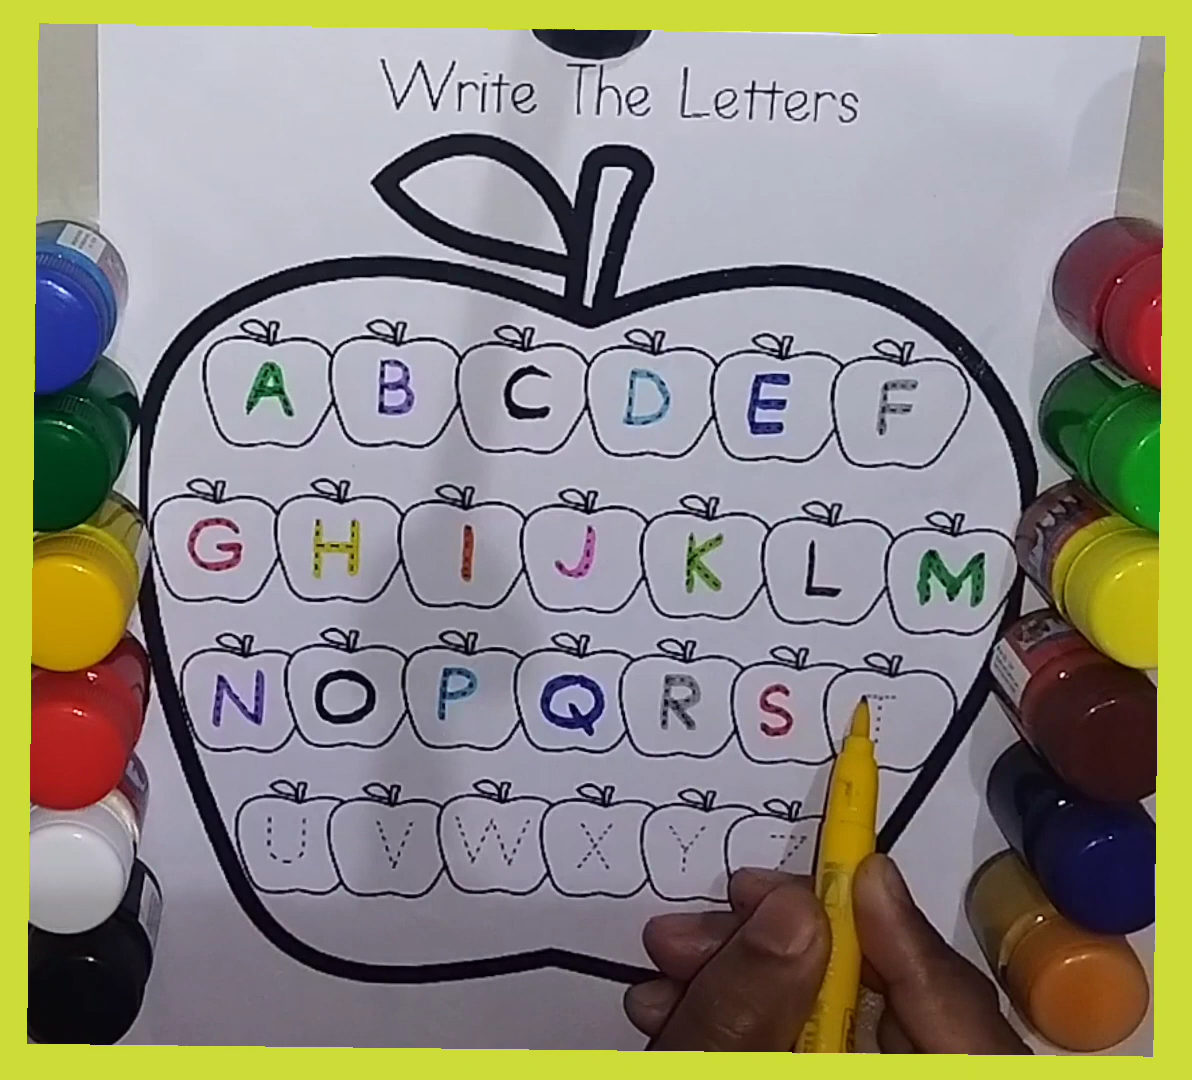 Write The Letters
A B C D E F
G H I J K L M
N O P Q R S T
U V W X Y Z